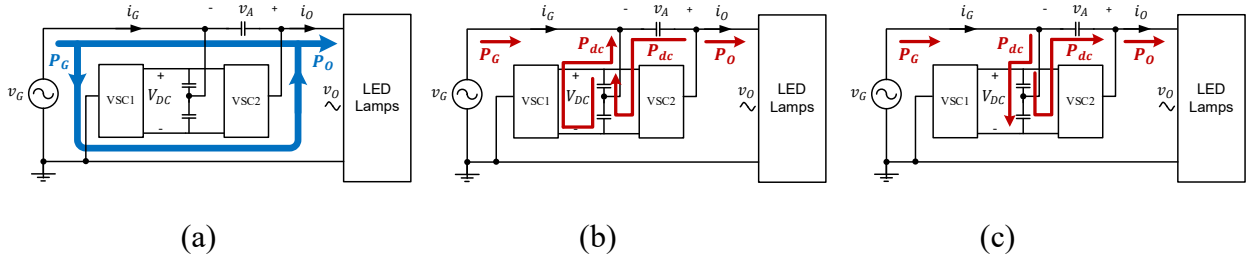 i_G - v_A + i_O
P_G P_O
v_G VSC1 + V_DC - VSC2 v_O ~ LED Lamps
(a)
i_G - v_A + i_O
P_G P_dc P_dc P_O
v_G VSC1 + V_DC - VSC2 v_O ~ LED Lamps
(b)
i_G - v_A + i_O
P_G P_dc P_dc P_O
v_G VSC1 + V_DC - VSC2 v_O ~ LED Lamps
(c)